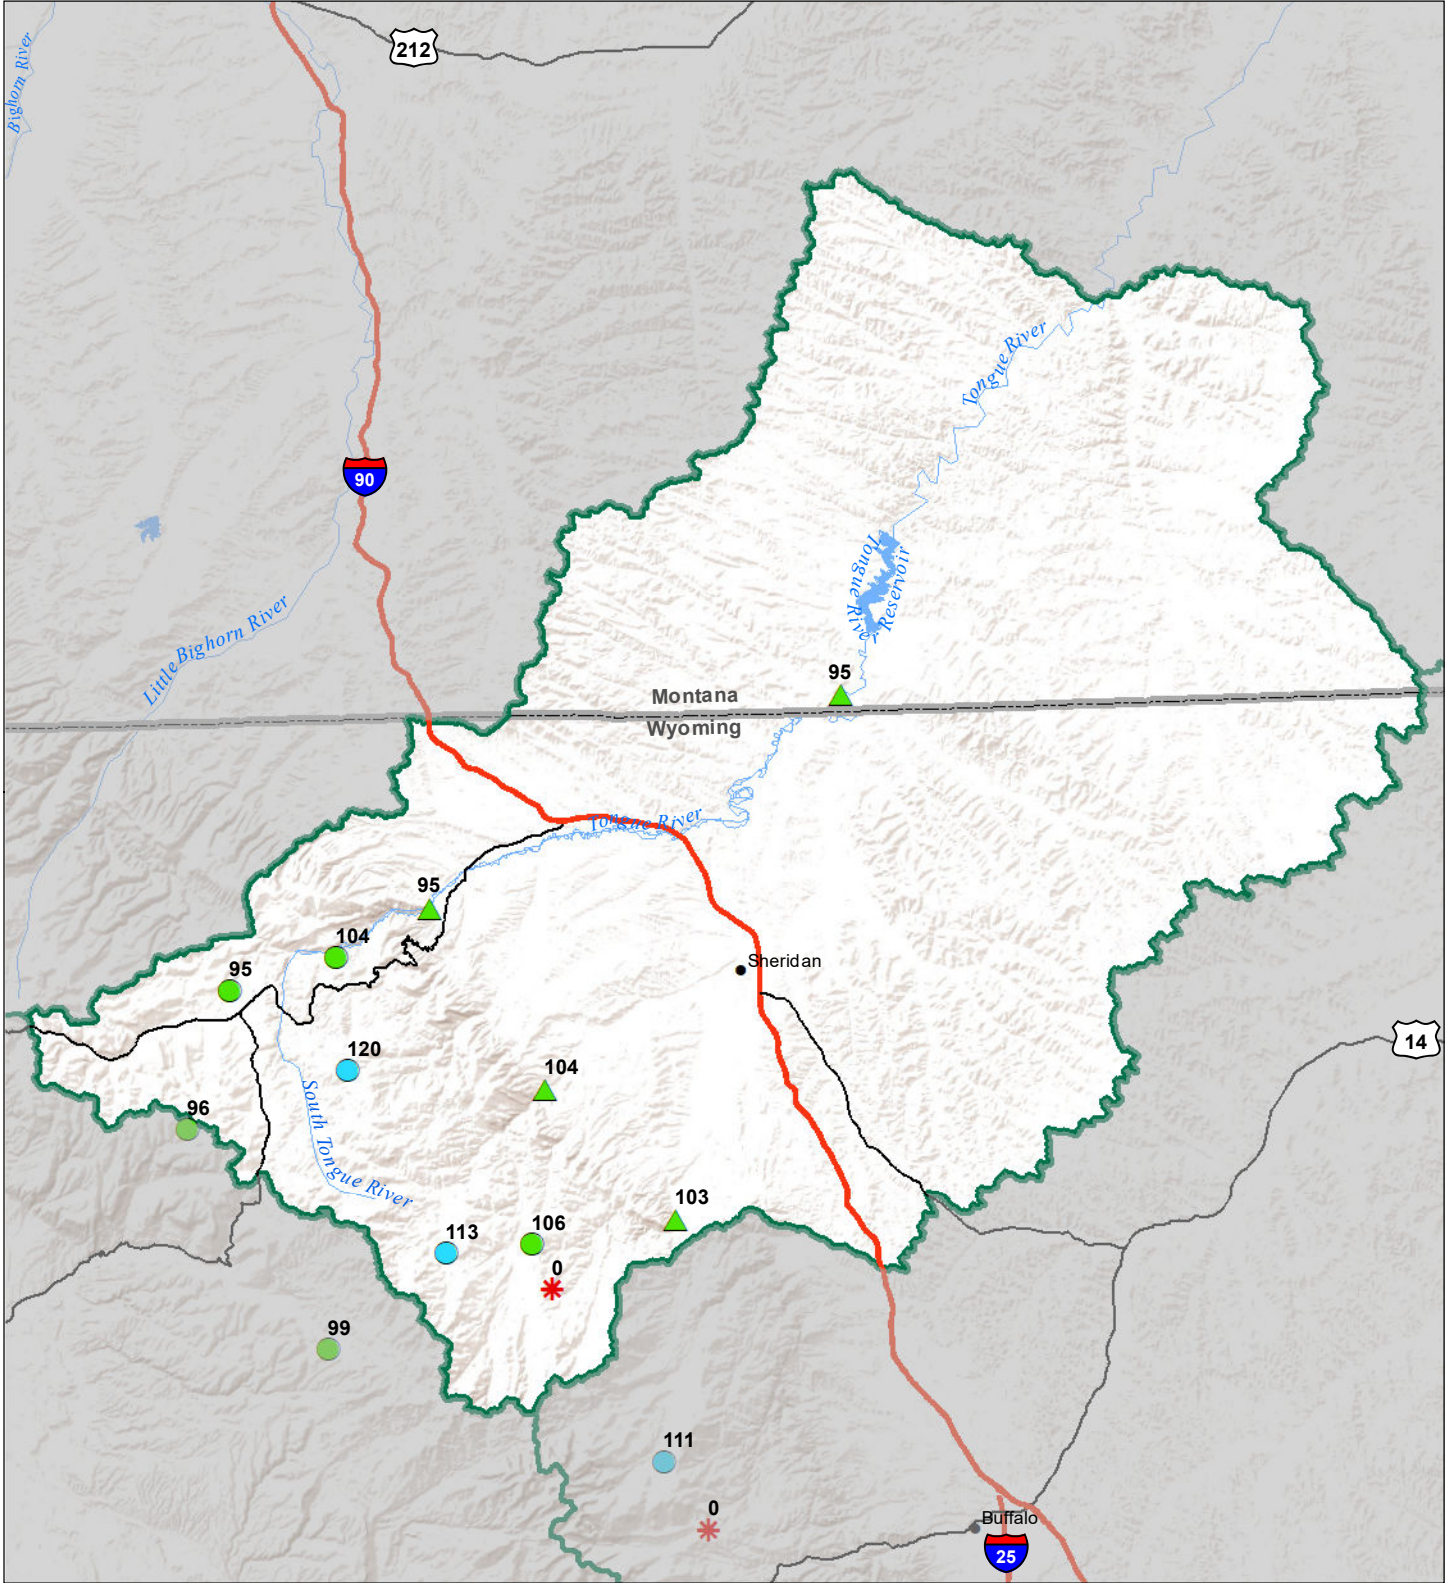 212
Bighorn River
Tongue River
90
Tongue River Reservoir
Little Bighorn River
95
Montana
Wyoming
Tongue River
95
104
95
Sheridan
14
120
104
96
South Tongue River
103
106
113
0
99
111
0
Buffalo
25